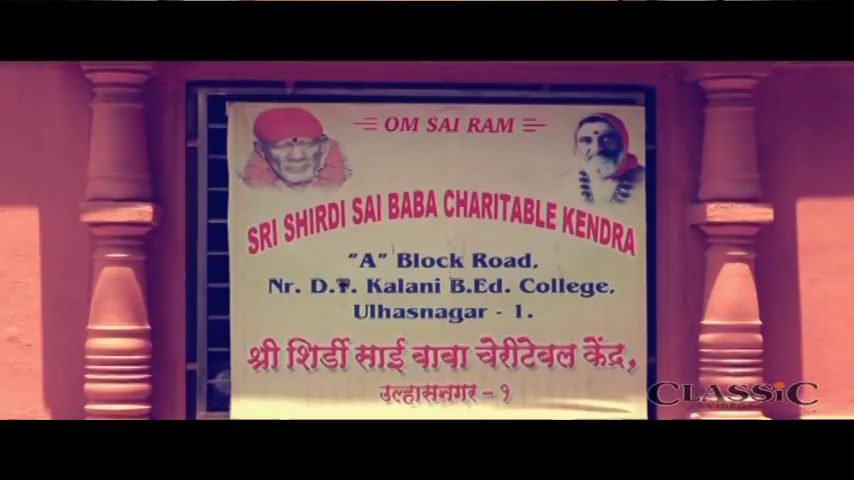 OM SAI RAM
SRI SHIRDI SAI BABA CHARITABLE KENDRA
"A" BLOCK ROAD,
NR. D.T. KALANI B.ED. COLLEGE,
ULHASNAGAR - 1.
श्री शिर्डी साई बाबा चेरीटेबल केंद्र,
उल्हासनगर - १
CLASSiC